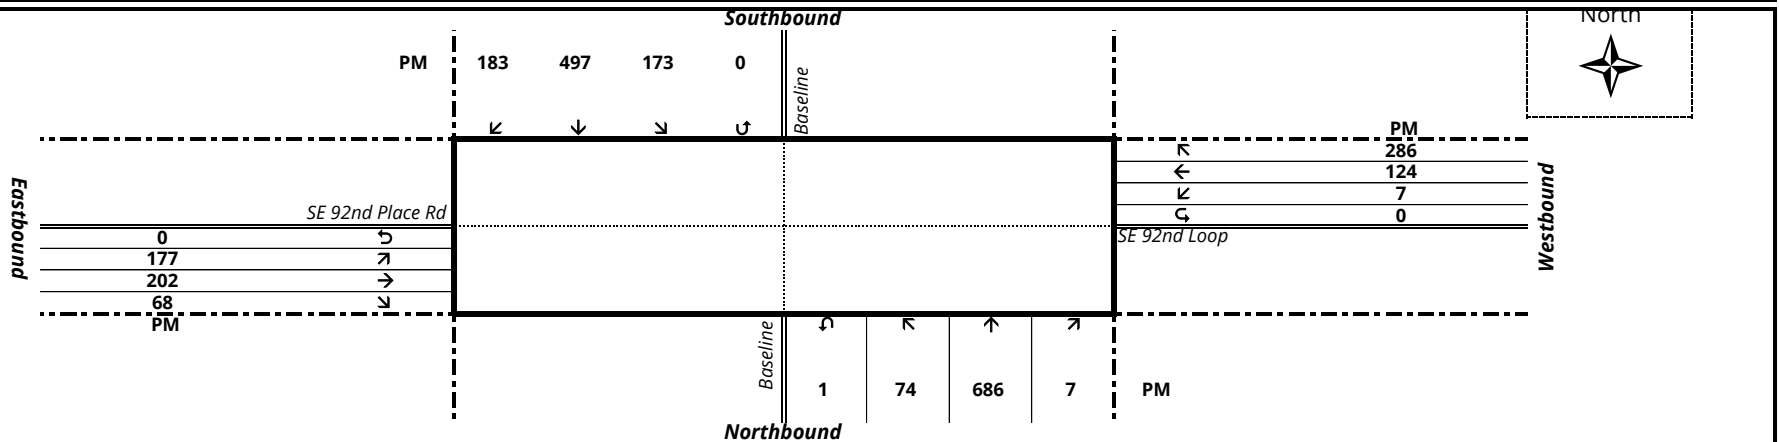 Southbound
North
PM 183 497 173 0
Baseline
PM
286
124
7
0
Eastbound
SE 92nd Place Rd
Westbound
0
SE 92nd Loop
177
202
68
PM
Baseline
1 74 686 7 PM
Northbound